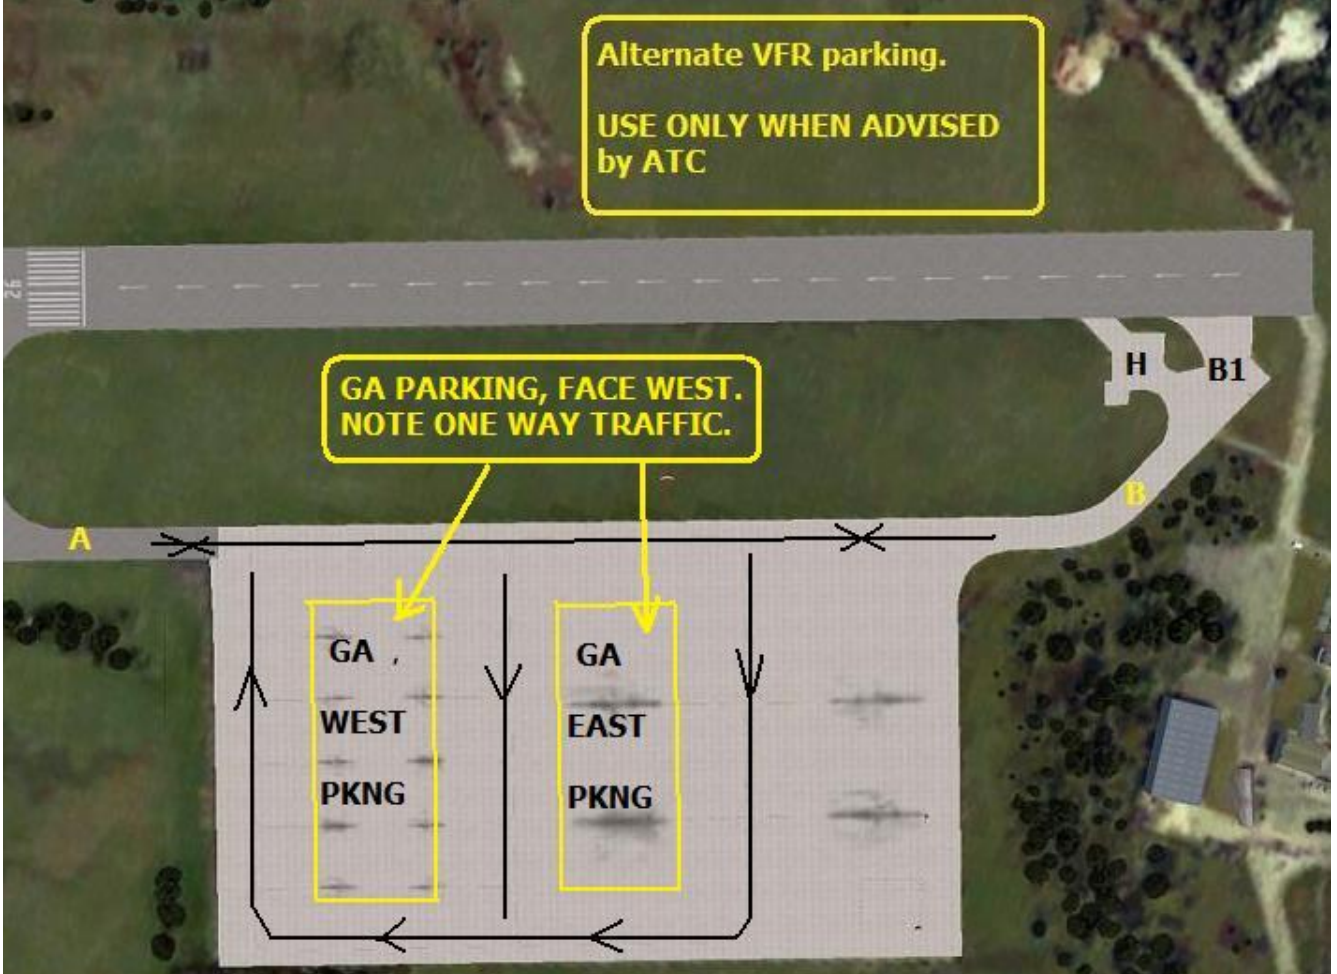 Alternate VFR parking.
USE ONLY WHEN ADVISED
by ATC
26
GA PARKING, FACE WEST.
NOTE ONE WAY TRAFFIC.
H
B1
B
A
GA
WEST
PKNG
GA
EAST
PKNG